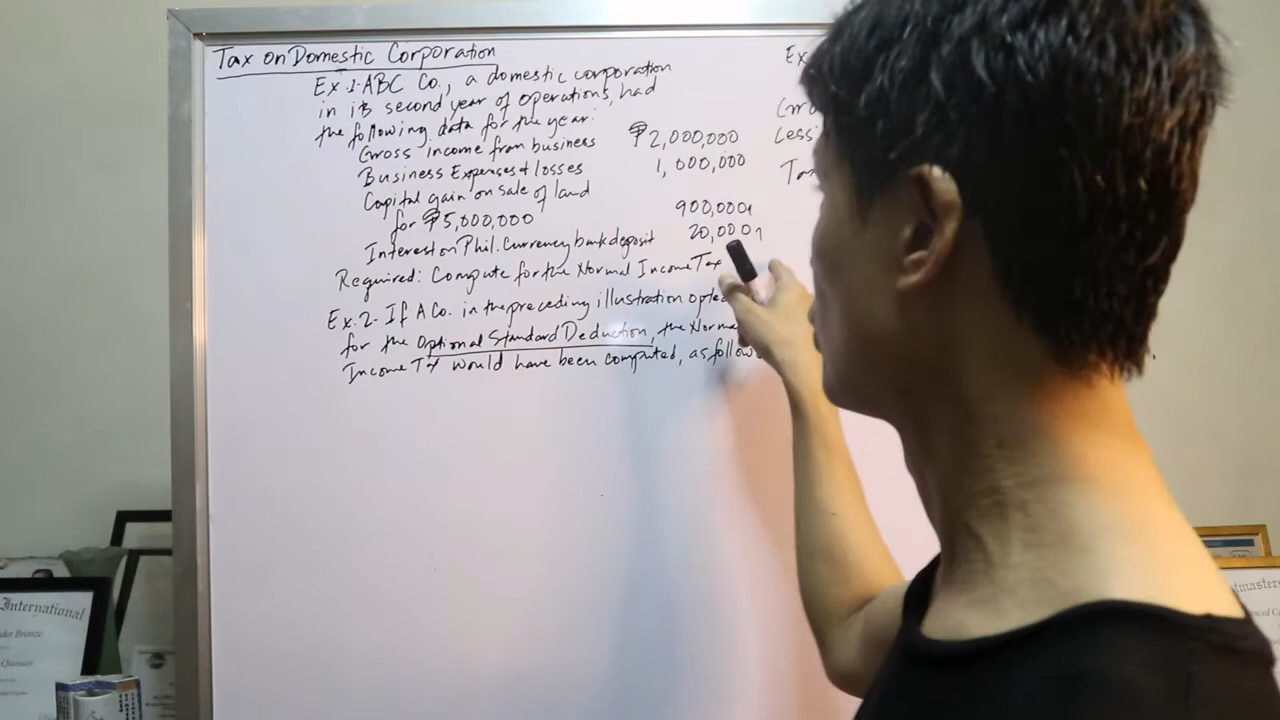 Tax on Domestic Corporation
Ex. 1. ABC Co., a domestic corporation
in its second year of operations, had
the following data for the year:
Gross income from business ₱2,000,000
Business Expenses & losses 1,000,000
Capital gain on sale of land
for ₱5,000,000 900,000
Interest on Phil. Currency bank deposit 20,000
Required: Compute for the Normal Income Tax
Ex. 2. If A Co. in the preceding illustration opted
for the Optional Standard Deduction, the
Income Tax would have been computed, as
Ex
Less:
International
Bronze